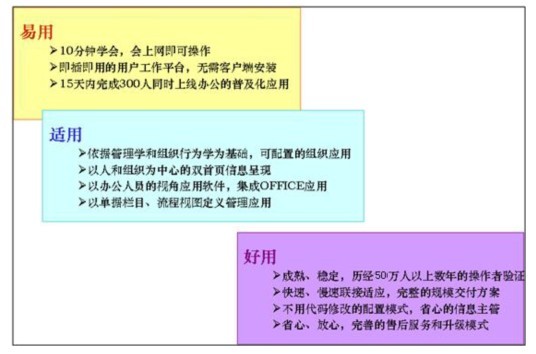 易用
➢10分钟学会，会上网即可操作
➢即插即用的用户工作平台，无需客户端安装
➢15天内完成300人同时上线办公的普及化应用
适用
➢依据管理学和组织行为学为基础，可配置的组织应用
➢以人和组织为中心的双首页信息呈现
➢以办公人员的视角应用软件，集成OFFICE应用
➢以单据栏目、流程视图定义管理应用
好用
➢成熟、稳定，历经50万人以上数年的操作者验证
➢快速、慢速联接适应，完整的规模交付方案
➢不用代码修改的配置模式，省心的信息主管
➢省心、放心，完善的售后服务和升级模式